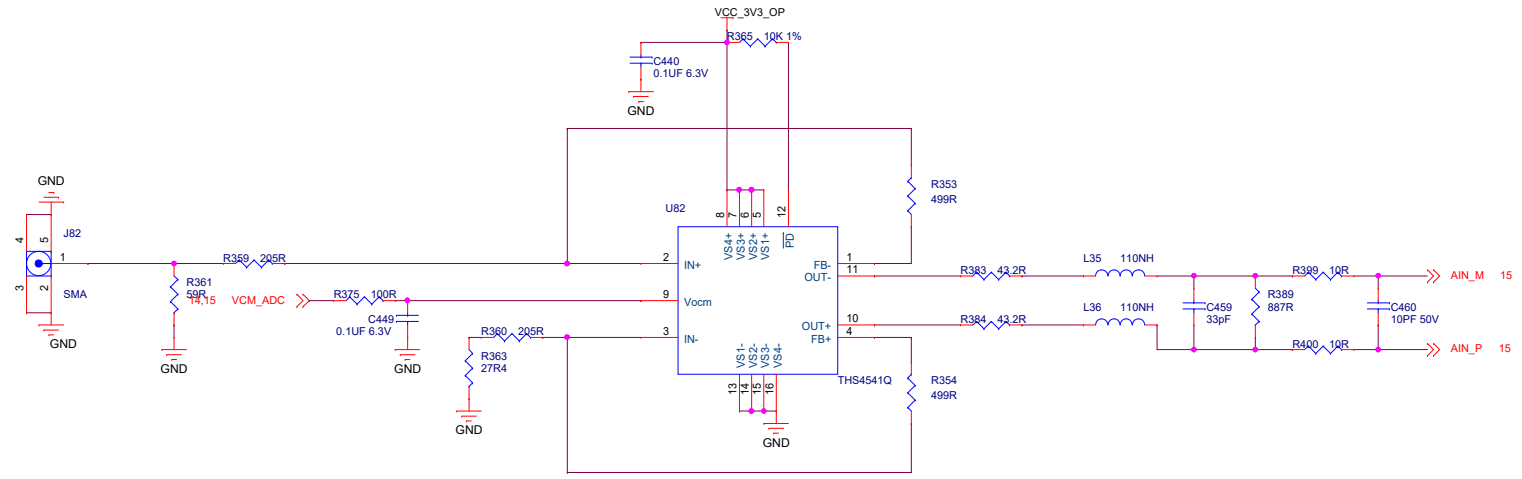 VCC_3V3_OP
R365 10K 1%
C440
0.1UF 6.3V
GND
GND
4
5
J82
1
3
2
SMA
GND
R361
59R
GND
R359 205R
14,15 VCM_ADC
R375 100R
C449
0.1UF 6.3V
GND
R360 205R
R363
27R4
GND
U82
8
7
6
5
12
VS4+
VS3+
VS2+
VS1+
PD
2 IN+
9 Vocm
3 IN-
FB- 1
OUT- 11
OUT+ 10
FB+ 4
VS1-
VS2-
VS3-
VS4-
13
14
15
16
THS4541Q
GND
R353
499R
R354
499R
R383 43.2R
R384 43.2R
L35 110NH
L36 110NH
C459
33pF
R389
887R
R399 10R
R400 10R
C460
10PF 50V
AIN_M 15
AIN_P 15